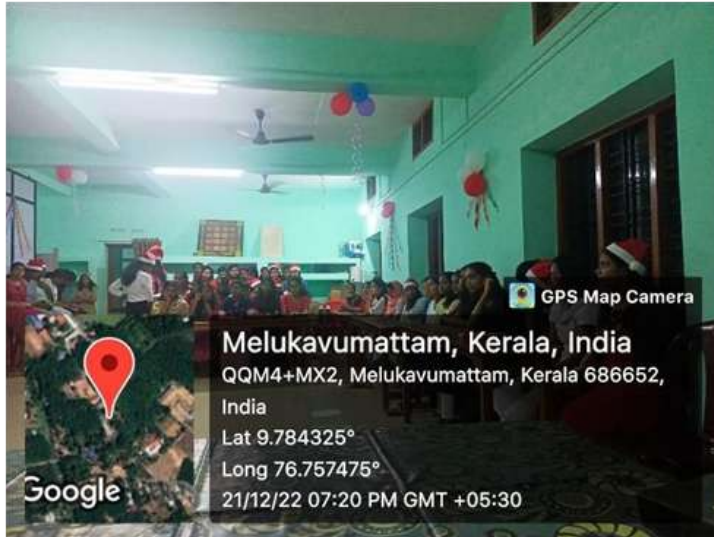 GPS Map Camera
Melukavumattam, Kerala, India
QQM4+MX2, Melukavumattam, Kerala 686652,
India
Lat 9.784325°
Long 76.757475°
21/12/22 07:20 PM GMT +05:30
Google